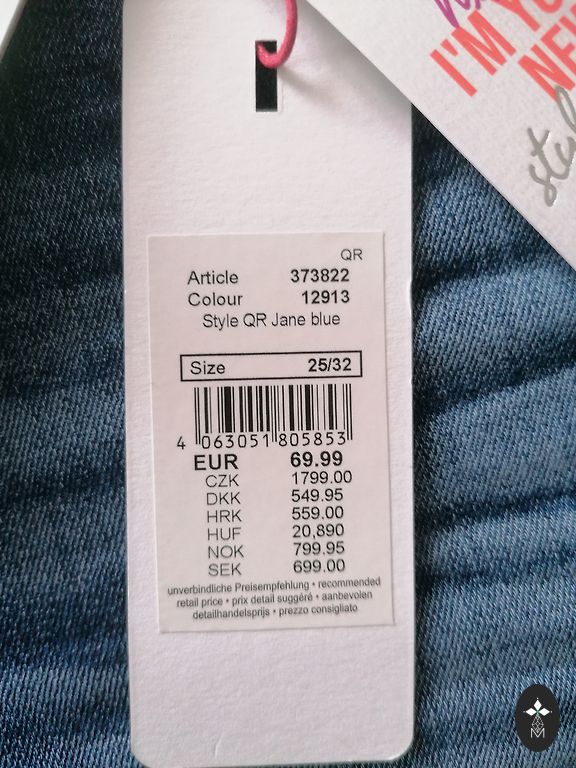 I'M YO
NE
QR
Article 373822
Colour 12913
Style QR Jane blue
Size 25/32
4 063051 805853
EUR 69.99
CZK 1799.00
DKK 549.95
HRK 559.00
HUF 20,890
NOK 799.95
SEK 699.00
unverbindliche Preisempfehlung • recommended
retail price • prix detail suggéré • aanbevolen
detailhandelsprijs • prezzo consigliato
M